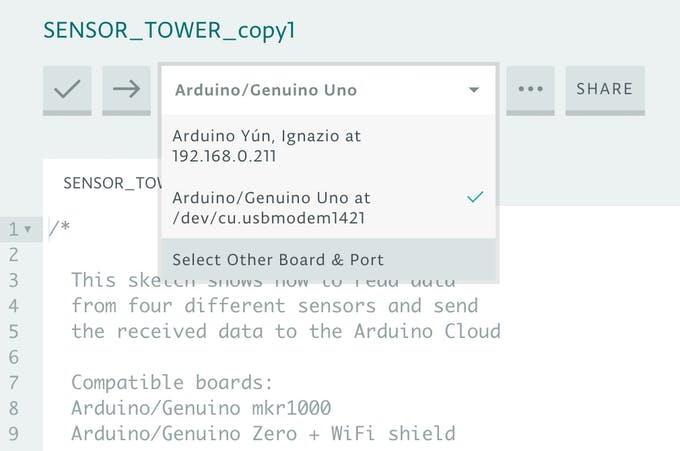 SENSOR_TOWER_copy1
Arduino/Genuino Uno
SHARE
Arduino Yún, Ignazio at
192.168.0.211
Arduino/Genuino Uno at
/dev/cu.usbmodem1421
Select Other Board & Port
SENSOR_TOW
1 /*
2
3 This sketch shows how to read data
4 from four different sensors and send
5 the received data to the Arduino Cloud
6
7 Compatible boards:
8 Arduino/Genuino mkr1000
9 Arduino/Genuino Zero + WiFi shield